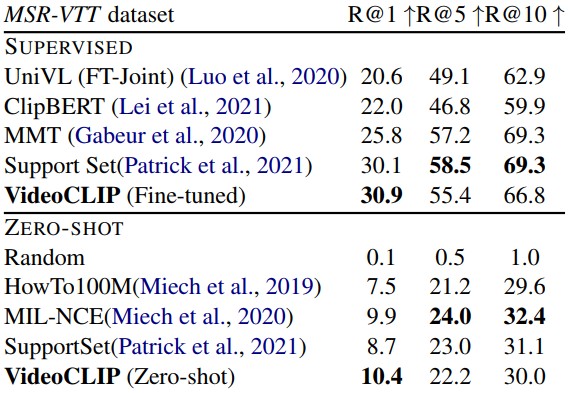 MSR-VTT dataset R@1 ↑ R@5 ↑ R@10 ↑
SUPERVISED
UniVL (FT-Joint) (Luo et al., 2020) 20.6 49.1 62.9
ClipBERT (Lei et al., 2021) 22.0 46.8 59.9
MMT (Gabeur et al., 2020) 25.8 57.2 69.3
Support Set(Patrick et al., 2021) 30.1 58.5 69.3
VideoCLIP (Fine-tuned) 30.9 55.4 66.8
ZERO-SHOT
Random 0.1 0.5 1.0
HowTo100M(Miech et al., 2019) 7.5 21.2 29.6
MIL-NCE(Miech et al., 2020) 9.9 24.0 32.4
SupportSet(Patrick et al., 2021) 8.7 23.0 31.1
VideoCLIP (Zero-shot) 10.4 22.2 30.0